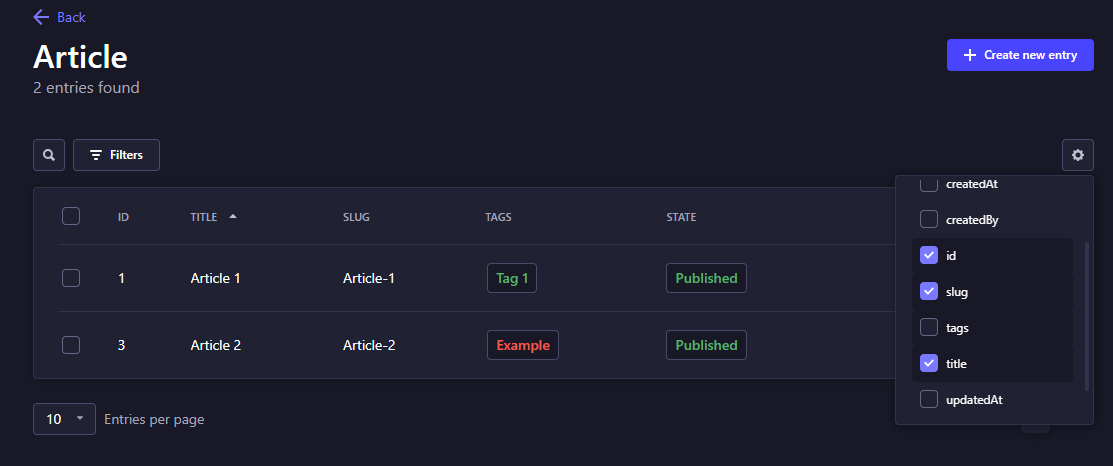 Back
Article
2 entries found
Create new entry
Filters
ID TITLE SLUG TAGS STATE
1 Article 1 Article-1 Tag 1 Published
3 Article 2 Article-2 Example Published
createdAt
createdBy
id
slug
tags
title
updatedAt
10 Entries per page